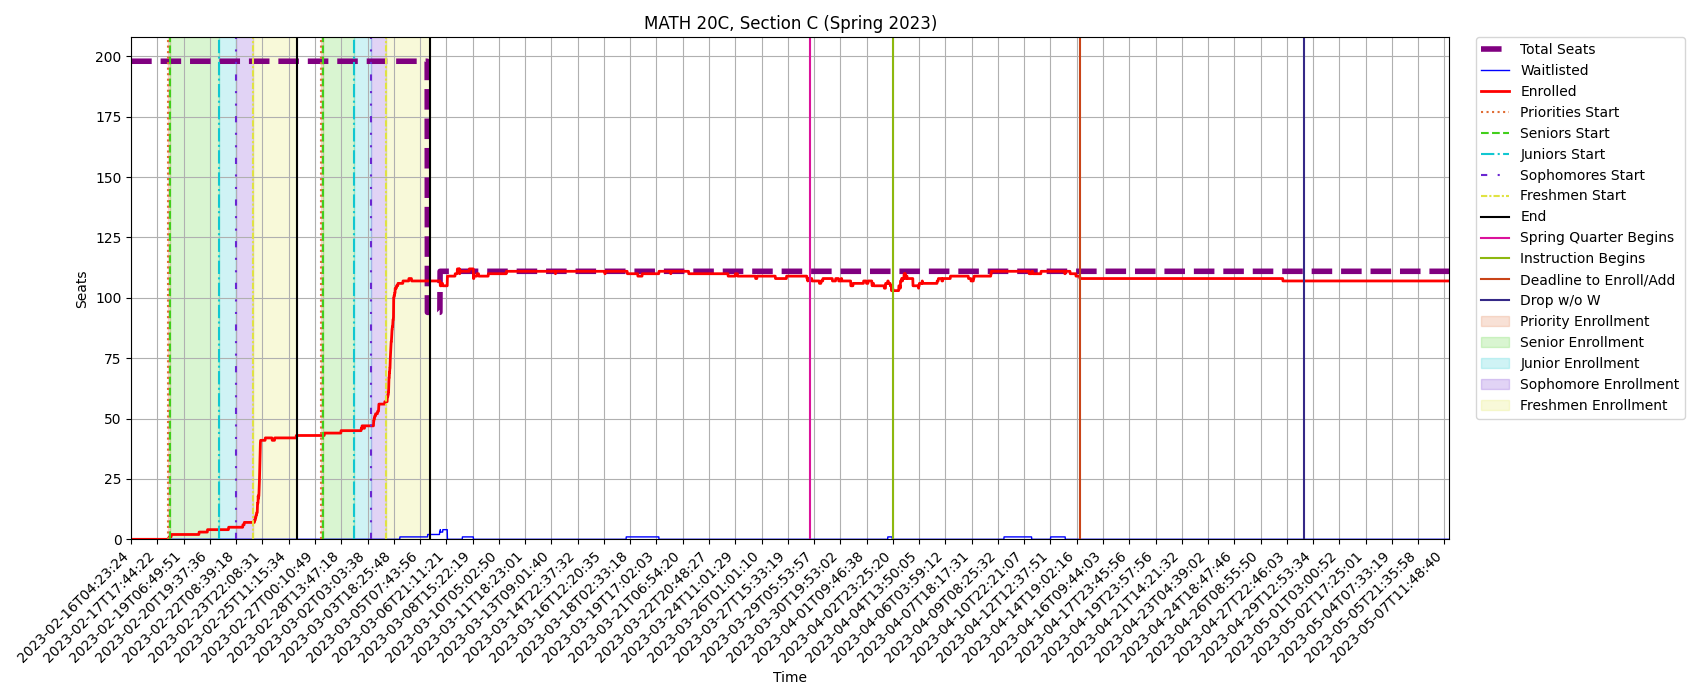 MATH 20C, Section C (Spring 2023)
Seats
200
175
150
125
100
75
50
25
0
2023-02-16T04:23:24
2023-02-17T17:44:22
2023-02-19T06:49:51
2023-02-20T19:37:36
2023-02-22T08:39:18
2023-02-23T22:08:31
2023-02-25T11:15:34
2023-02-27T00:10:49
2023-02-28T13:47:18
2023-03-02T03:03:38
2023-03-03T18:25:48
2023-03-05T07:43:56
2023-03-06T21:11:21
2023-03-08T15:22:19
2023-03-10T05:02:50
2023-03-11T18:23:01
2023-03-13T09:01:40
2023-03-14T22:37:32
2023-03-16T12:20:35
2023-03-18T02:33:18
2023-03-19T17:02:03
2023-03-21T06:54:20
2023-03-22T20:48:27
2023-03-24T11:01:29
2023-03-26T01:01:10
2023-03-27T15:33:19
2023-03-29T05:53:57
2023-03-30T19:53:02
2023-04-01T09:46:38
2023-04-02T23:25:20
2023-04-04T13:50:05
2023-04-06T03:59:12
2023-04-07T18:17:31
2023-04-09T08:25:32
2023-04-10T22:21:07
2023-04-12T12:37:51
2023-04-14T19:02:16
2023-04-16T09:44:03
2023-04-17T23:45:56
2023-04-19T23:57:56
2023-04-21T14:21:32
2023-04-23T04:39:02
2023-04-24T18:47:46
2023-04-26T08:55:50
2023-04-27T22:46:03
2023-04-29T12:53:34
2023-05-01T03:00:52
2023-05-02T17:25:01
2023-05-04T07:33:19
2023-05-05T21:35:58
2023-05-07T11:48:40
Time
Total Seats
Waitlisted
Enrolled
Priorities Start
Seniors Start
Juniors Start
Sophomores Start
Freshmen Start
End
Spring Quarter Begins
Instruction Begins
Deadline to Enroll/Add
Drop w/o W
Priority Enrollment
Senior Enrollment
Junior Enrollment
Sophomore Enrollment
Freshmen Enrollment